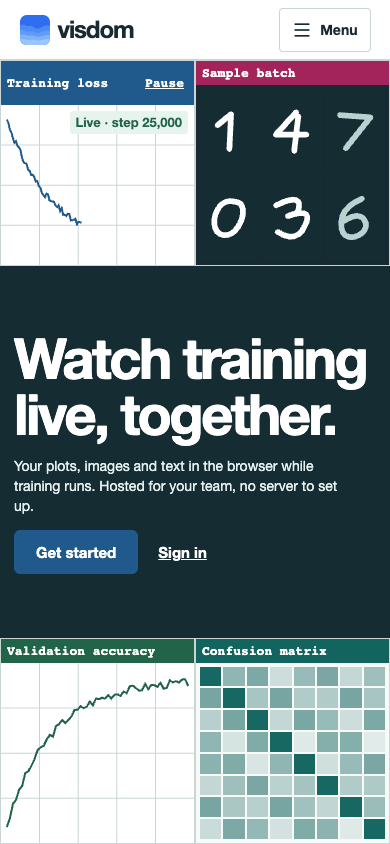 visdom
Menu
Training loss
Pause
Live · step 25,000
Sample batch
1 4 7
0 3 6
Watch training
live, together.
Your plots, images and text in the browser while
training runs. Hosted for your team, no server to set
up.
Get started
Sign in
Validation accuracy
Confusion matrix